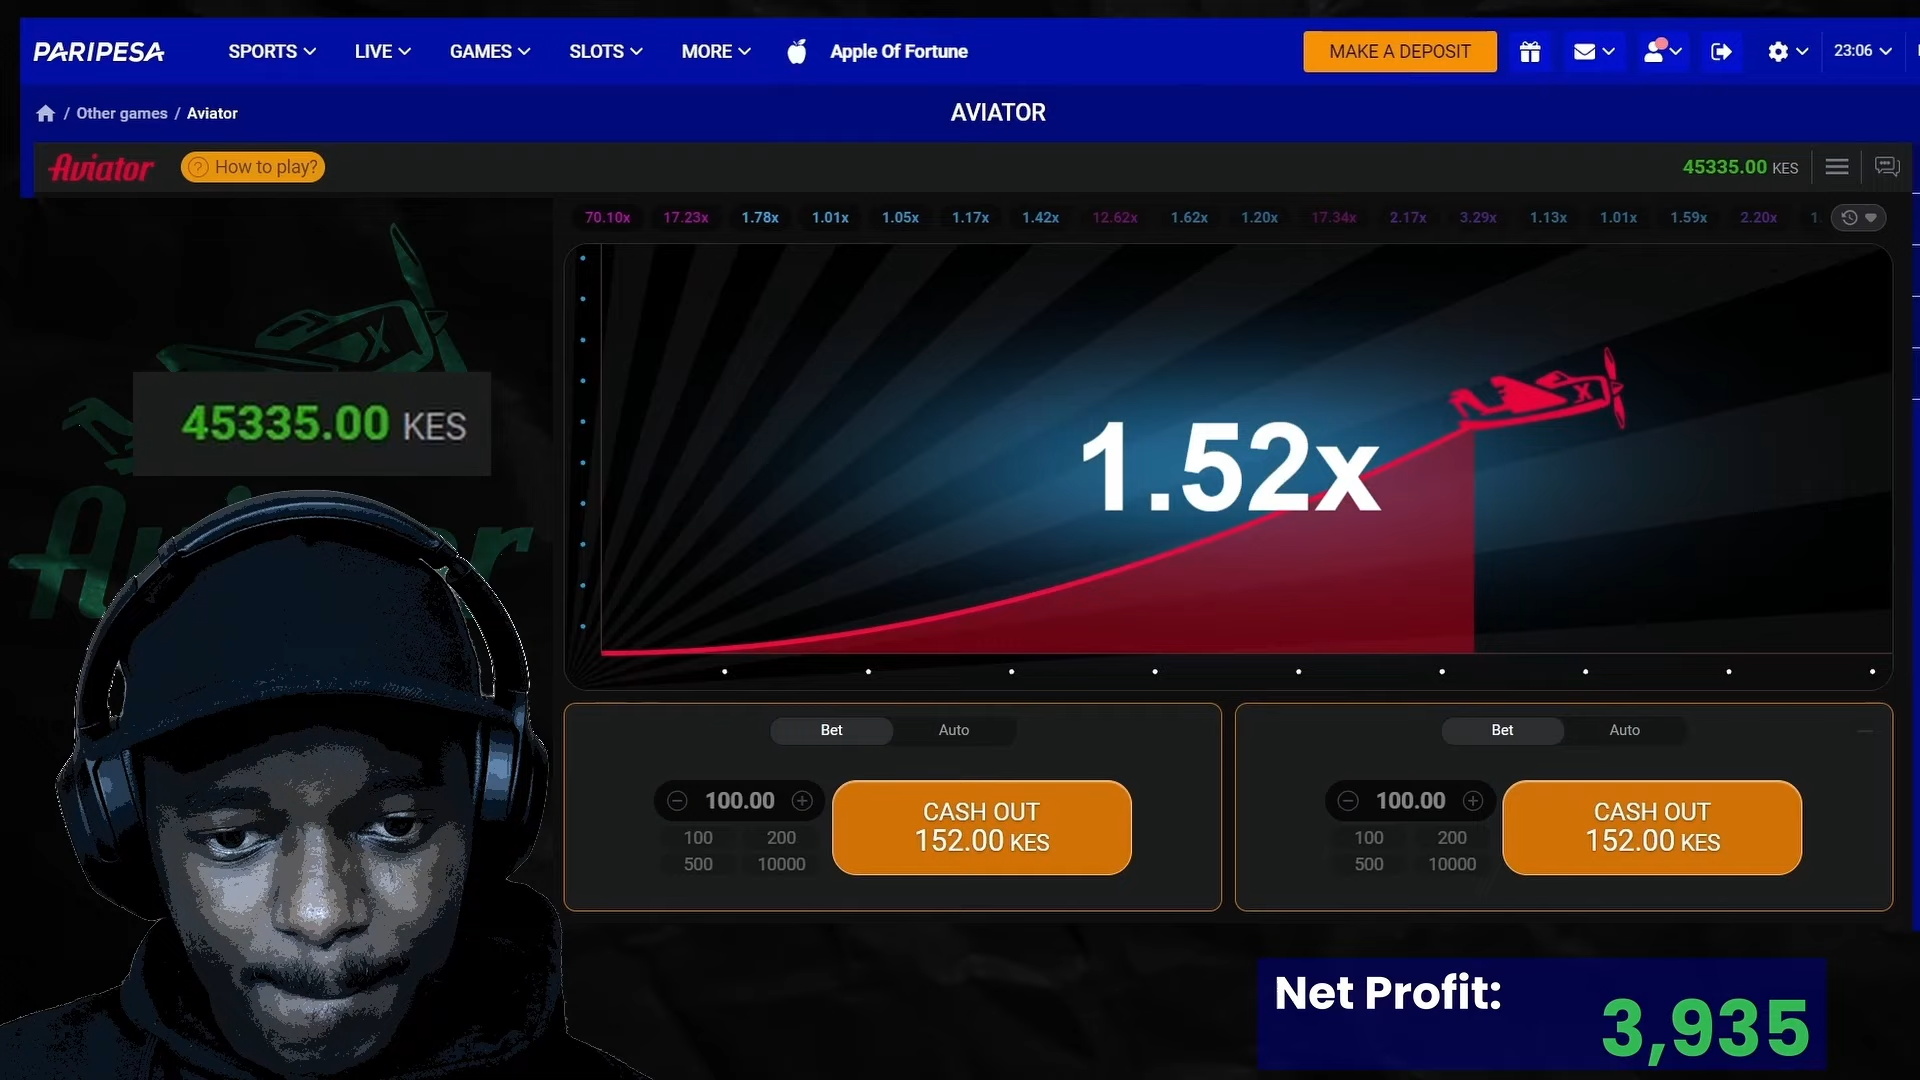 PARIPESA SPORTS LIVE GAMES SLOTS MORE Apple Of Fortune MAKE A DEPOSIT 23:06
/ Other games / Aviator
AVIATOR
Aviator ? How to play? 45335.00 KES
70.10x 17.23x 1.78x 1.01x 1.05x 1.17x 1.42x 12.62x 1.62x 1.20x 17.34x 2.17x 3.29x 1.13x 1.01x 1.59x 2.20x
X
45335.00 KES
X
1.52x
Bet Auto
100.00
100 200
500 10000
CASH OUT
152.00 KES
Bet Auto
100.00
100 200
500 10000
CASH OUT
152.00 KES
Net Profit:
3,935